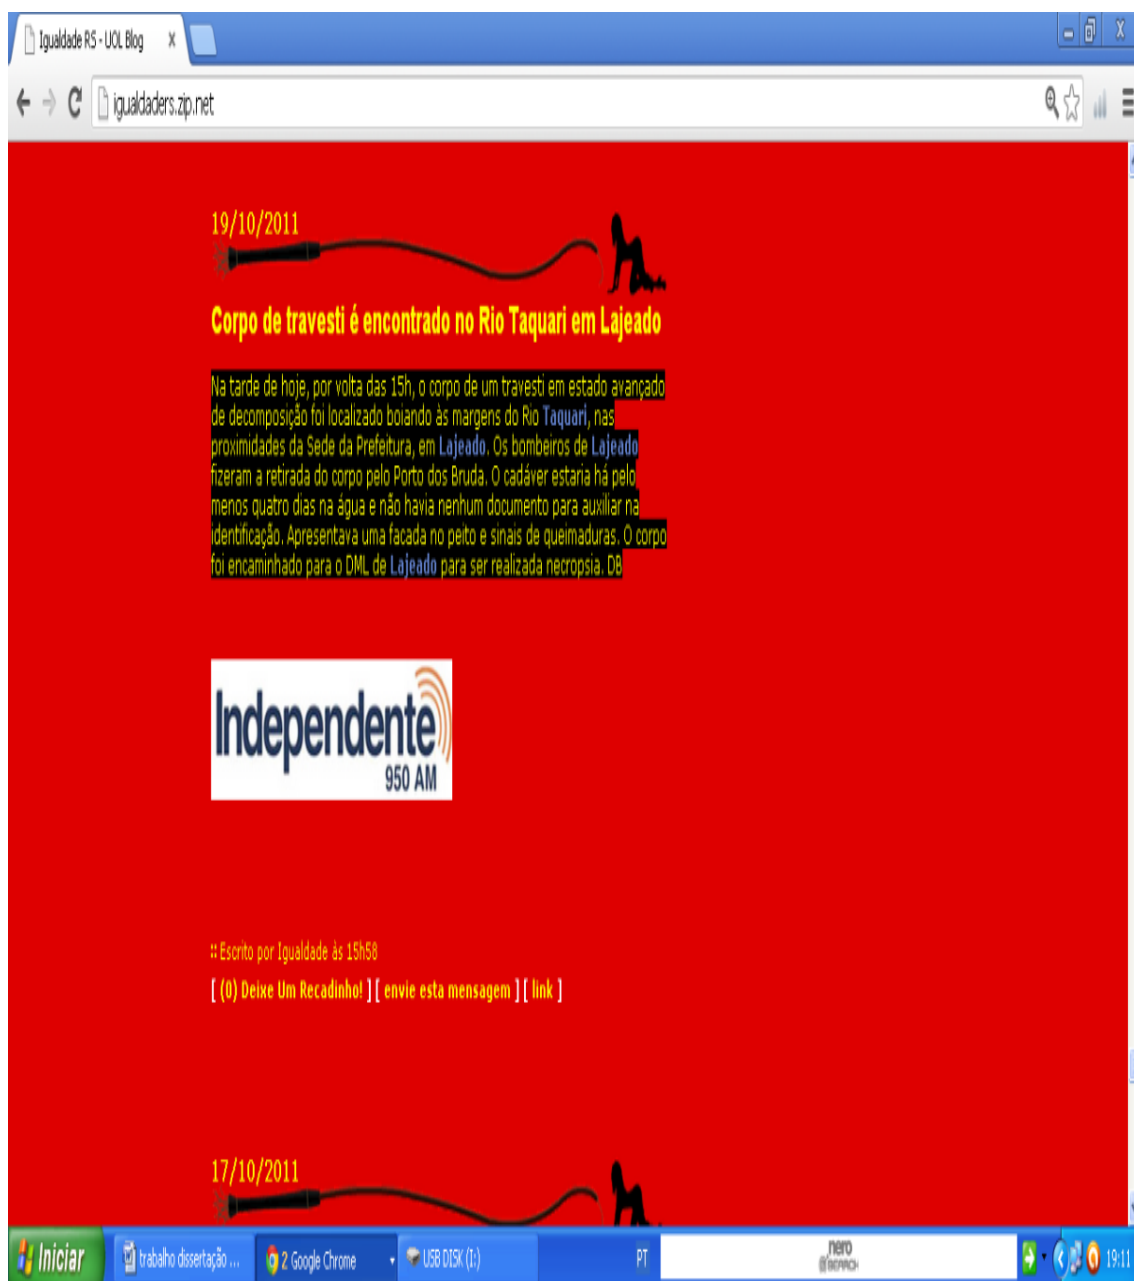 Igualdade RS - UOL Blog
igualdaders.zip.net
19/10/2011
Corpo de travesti é encontrado no Rio Taquari em Lajeado
Na tarde de hoje, por volta das 15h, o corpo de um travesti em estado avançado
de decomposição foi localizado boiando às margens do Rio Taquari, nas
proximidades da Sede da Prefeitura, em Lajeado. Os bombeiros de Lajeado
fizeram a retirada do corpo pelo Porto dos Bruda. O cadáver estaria há pelo
menos quatro dias na água e não havia nenhum documento para auxiliar na
identificação. Apresentava uma facada no peito e sinais de queimaduras. O corpo
foi encaminhado para o DML de Lajeado para ser realizada necropsia. DB
Independente
950 AM
:: Escrito por Igualdade às 15h58
[ (0) Deixe Um Recadinho! ] [ envie esta mensagem ] [ link ]
17/10/2011
Iniciar
trabalho dissertação ...
2 Google Chrome
USB DISK (I:)
PT
nero
SEARCH
19:11